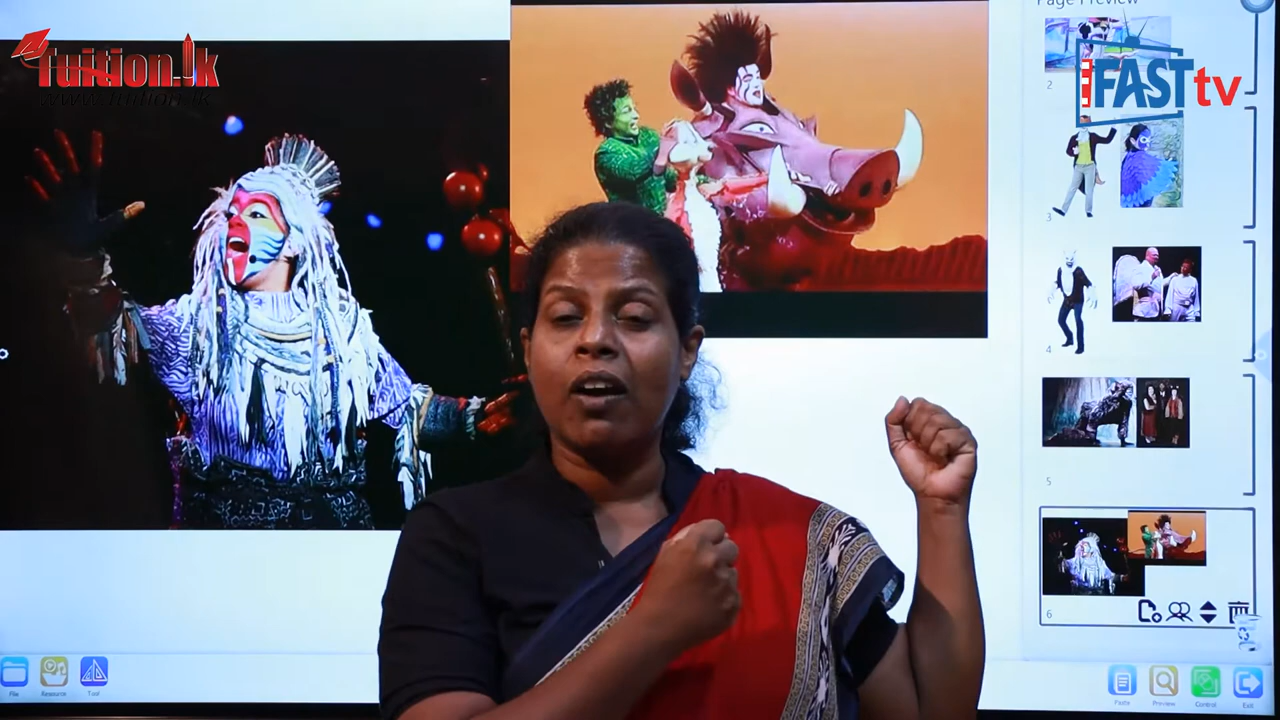 Page Preview
Tuition.lk
www.tuition.lk
iFAST tv
2
3
4
5
6
File
Resource
Tool
Paste
Preview
Control
Exit